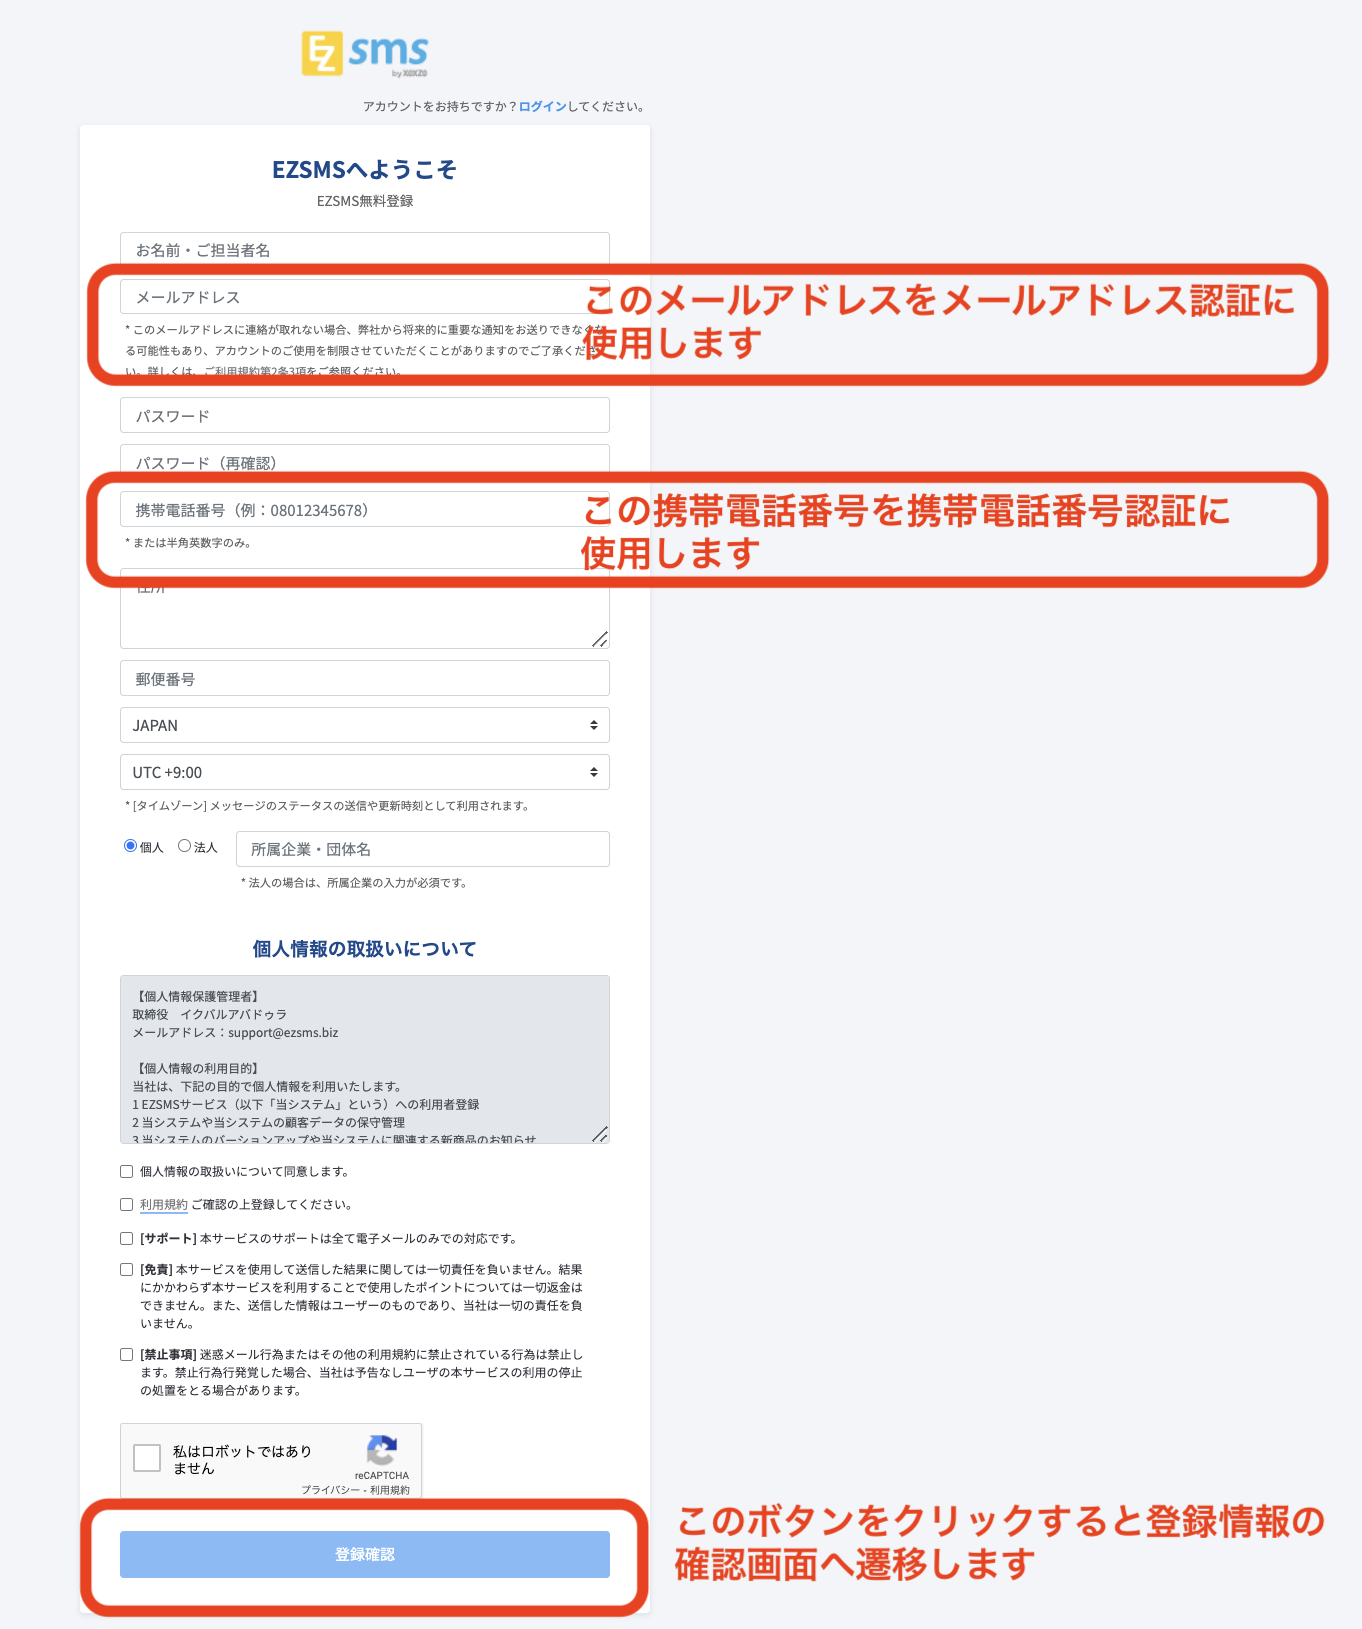 EZ sms
by XOXZO
アカウントをお持ちですか？ログインしてください。
EZSMSへようこそ
EZSMS無料登録
お名前・ご担当者名
メールアドレス
このメールアドレスをメールアドレス認証に
使用します
* このメールアドレスに連絡が取れない場合、弊社から将来的に重要な通知をお送りできなくな
る可能性もあり、アカウントのご使用を制限させていただくことがありますのでご了承くださ
い。詳しくは、ご利用規約第2条3項をご参照ください。
パスワード
パスワード（再確認）
携帯電話番号（例：08012345678）
この携帯電話番号を携帯電話番号認証に
使用します
* または半角英数字のみ。
住所
郵便番号
JAPAN
UTC +9:00
* [タイムゾーン] メッセージのステータスの送信や更新時刻として利用されます。
個人 法人 所属企業・団体名
* 法人の場合は、所属企業の入力が必須です。
個人情報の取扱いについて
【個人情報保護管理者】
取締役　イクバルアバドゥラ
メールアドレス：support@ezsms.biz
【個人情報の利用目的】
当社は、下記の目的で個人情報を利用いたします。
1 EZSMSサービス（以下「当システム」という）への利用者登録
2 当システムや当システムの顧客データの保守管理
3 当システムのバージョンアップや当システムに関連する新商品のお知らせ
個人情報の取扱いについて同意します。
利用規約 ご確認の上登録してください。
[サポート] 本サービスのサポートは全て電子メールのみでの対応です。
[免責] 本サービスを使用して送信した結果に関しては一切責任を負いません。結果
にかかわらず本サービスを利用することで使用したポイントについては一切返金は
できません。また、送信した情報はユーザーのものであり、当社は一切の責任を負
いません。
[禁止事項] 迷惑メール行為またはその他の利用規約に禁止されている行為は禁止し
ます。禁止行為行発覚した場合、当社は予告なしユーザの本サービスの利用の停止
の処置をとる場合があります。
私はロボットではあり
ません
reCAPTCHA
プライバシー - 利用規約
このボタンをクリックすると登録情報の
確認画面へ遷移します
登録確認